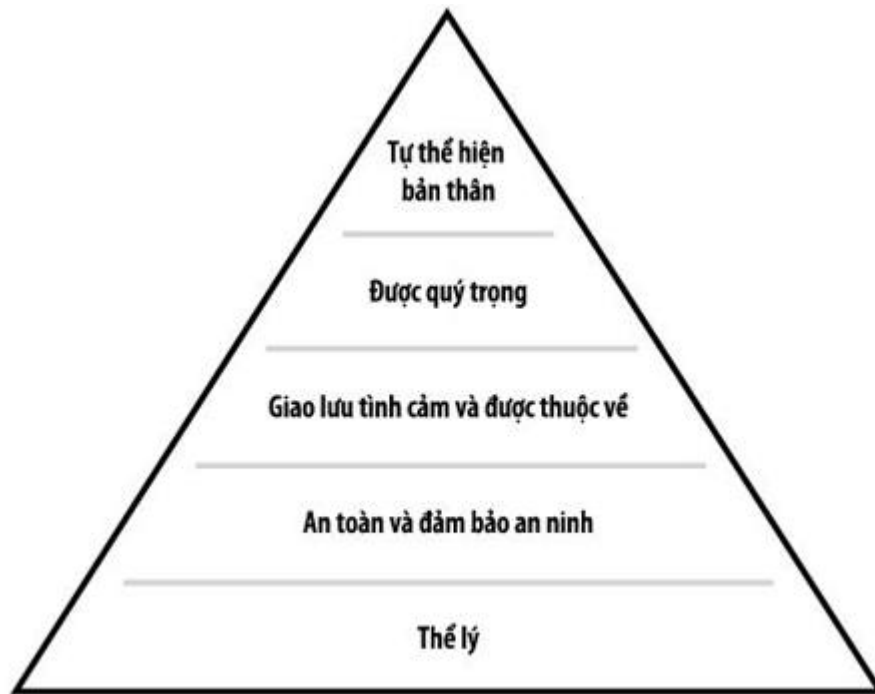 Tự thể hiện
bản thân
Được quý trọng
Giao lưu tình cảm và được thuộc về
An toàn và đảm bảo an ninh
Thể lý